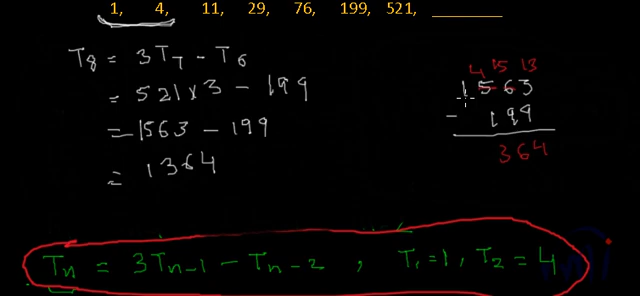 1, 4, 11, 29, 76, 199, 521, ________
T8 = 3T7 - T6
= 521 x 3 - 199
= 1563 - 199
= 1364
4 15 13
1563
- 199
364
Tn = 3Tn-1 - Tn-2 , T1 = 1, T2 = 4